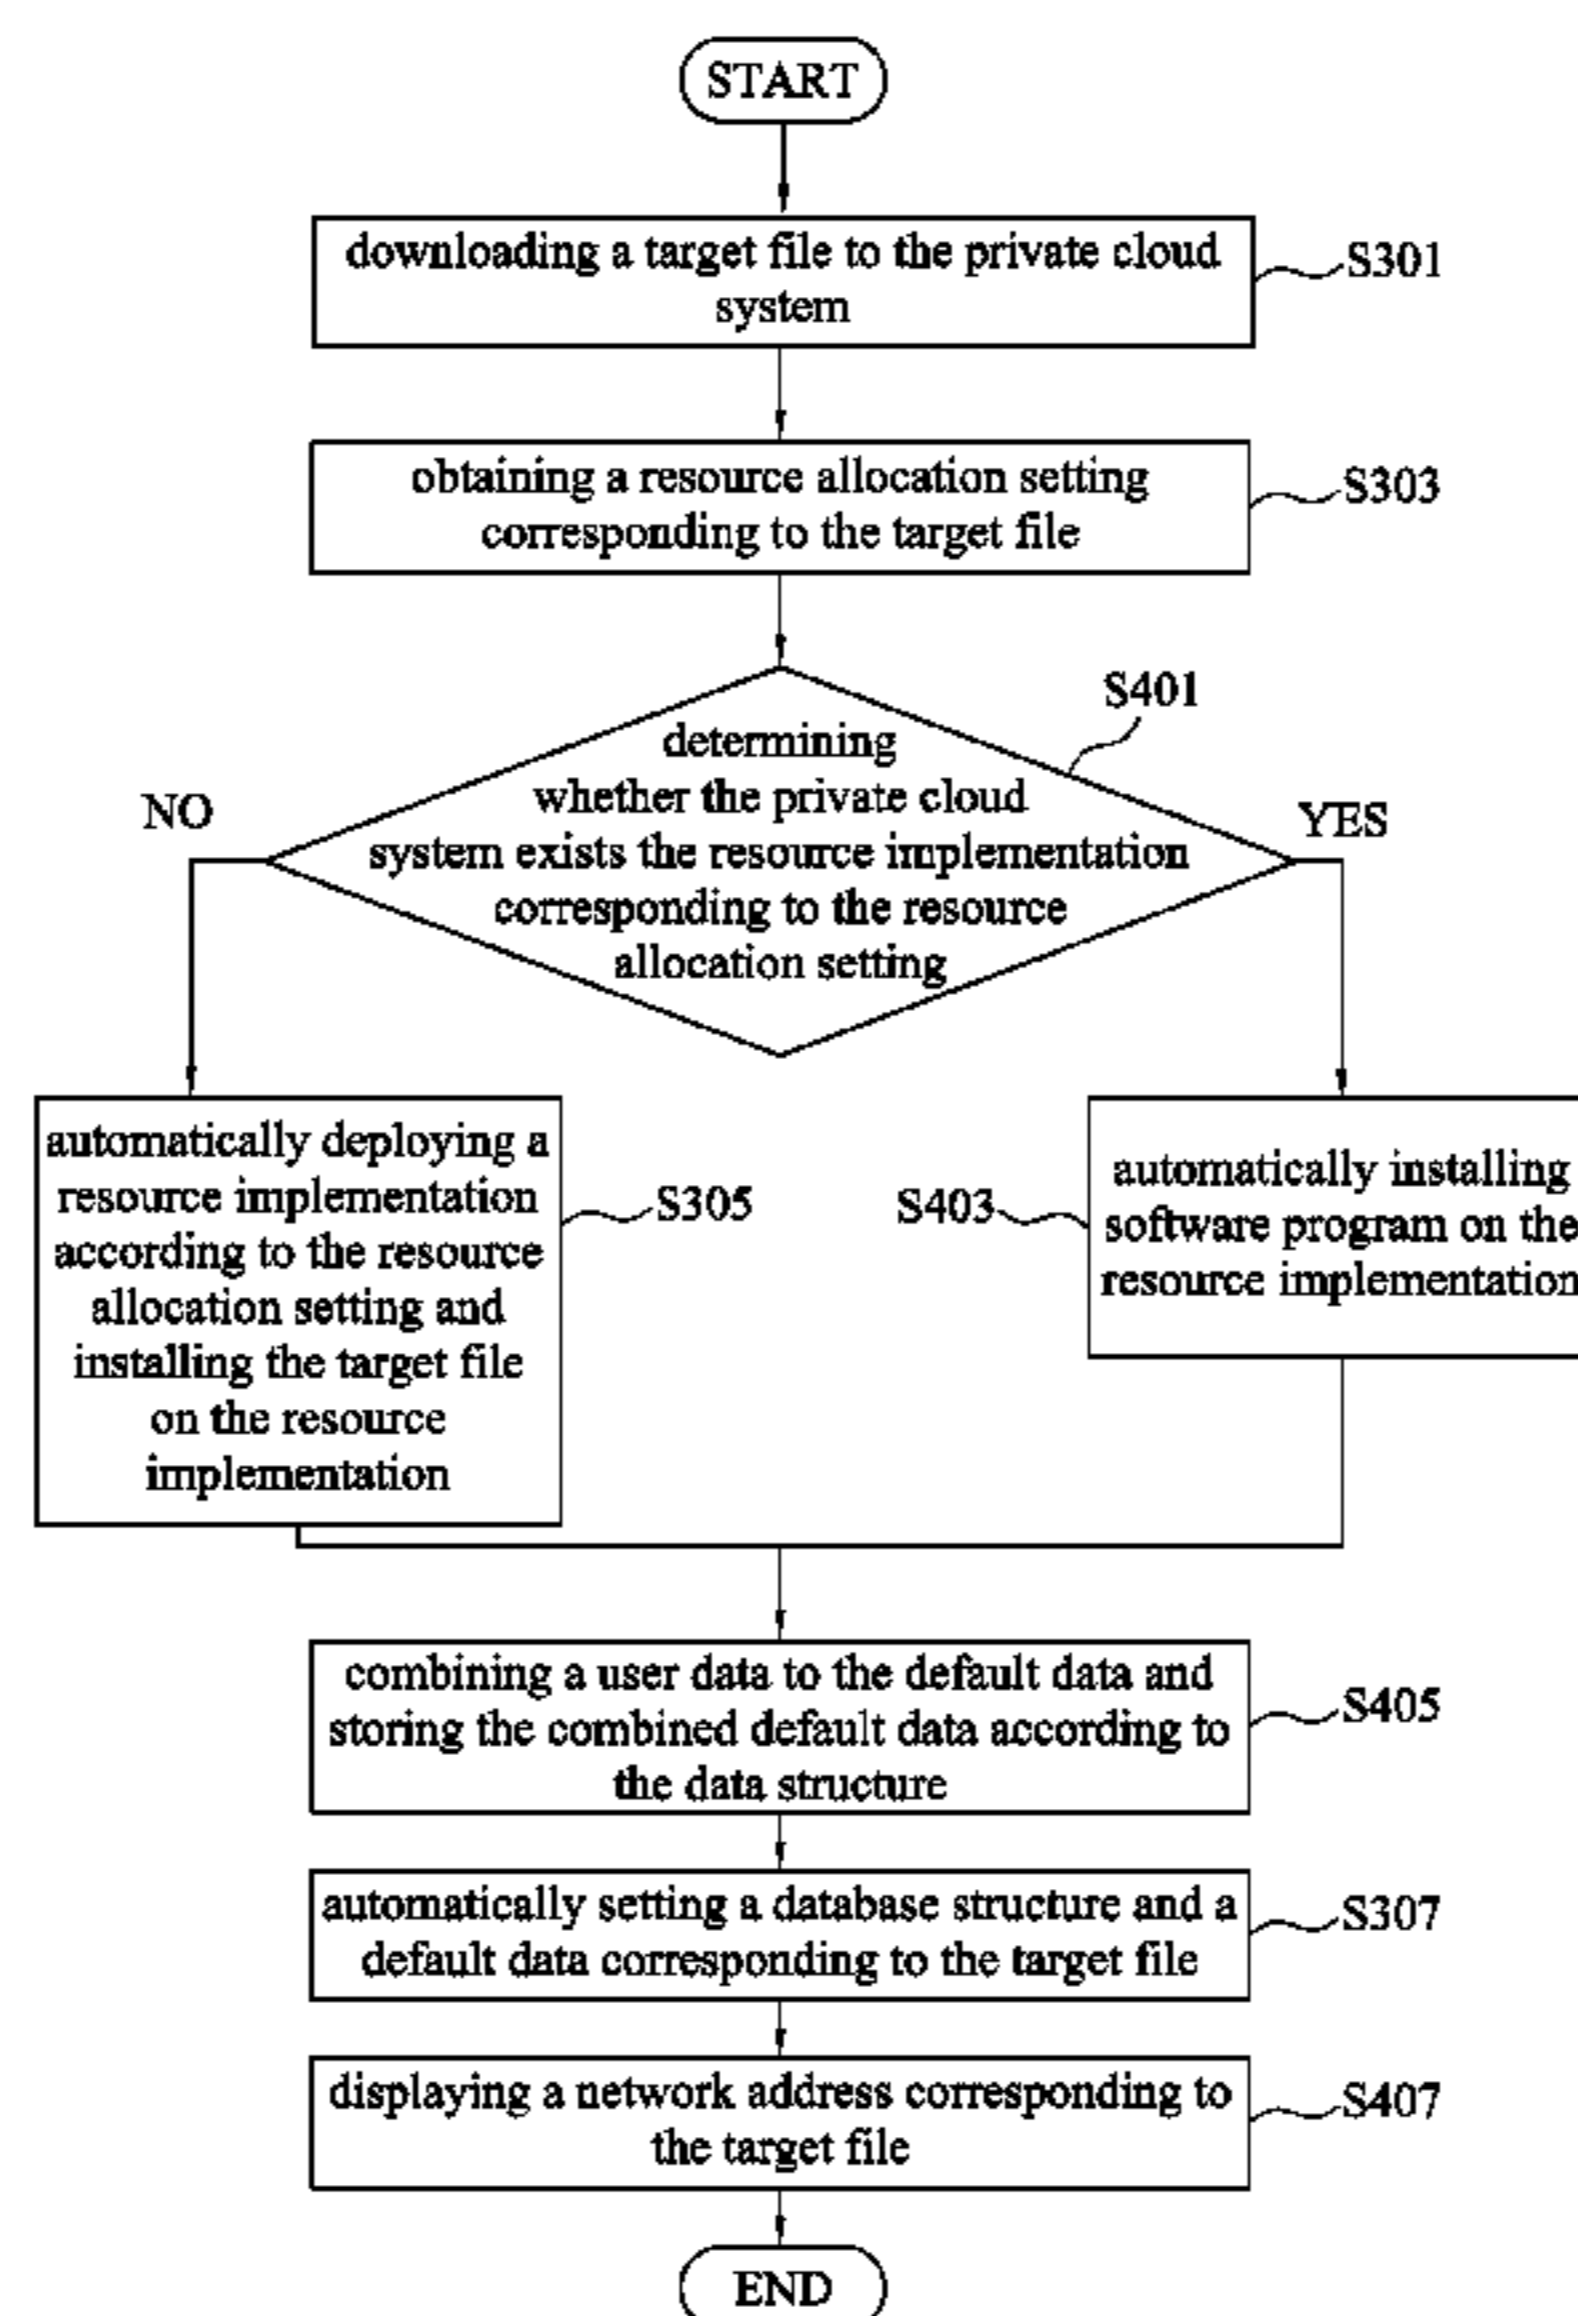 START
downloading a target file to the private cloud
system
S301
obtaining a resource allocation setting
corresponding to the target file
S303
S401
determining
whether the private cloud
system exists the resource implementation
corresponding to the resource
allocation setting
NO
YES
automatically deploying a
resource implementation
according to the resource
allocation setting and
installing the target file
on the resource
implementation
S305
S403
automatically installing
software program on the
resource implementation
combining a user data to the default data and
storing the combined default data according to
the data structure
S405
automatically setting a database structure and a
default data corresponding to the target file
S307
displaying a network address corresponding to
the target file
S407
END